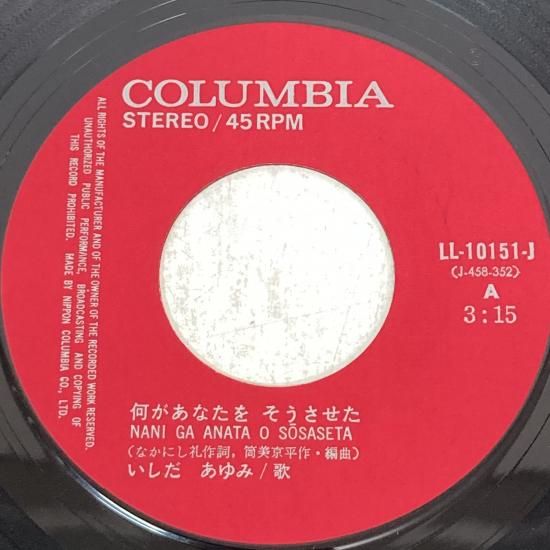 COLUMBIA
STEREO / 45 RPM
ALL RIGHTS OF THE MANUFACTURER AND OF THE OWNER OF THE RECORDED WORK RESERVED.
UNAUTHORIZED PUBLIC PERFORMANCE, BROADCASTING AND COPYING OF
THIS RECORD PROHIBITED. MADE BY NIPPON COLUMBIA CO., LTD.
LL-10151-J
(J-458-352)
A
3:15
何があなたを そうさせた
NANI GA ANATA O SŌSASETA
(なかにし礼作詞, 筒美京平作・編曲)
いしだ あゆみ / 歌